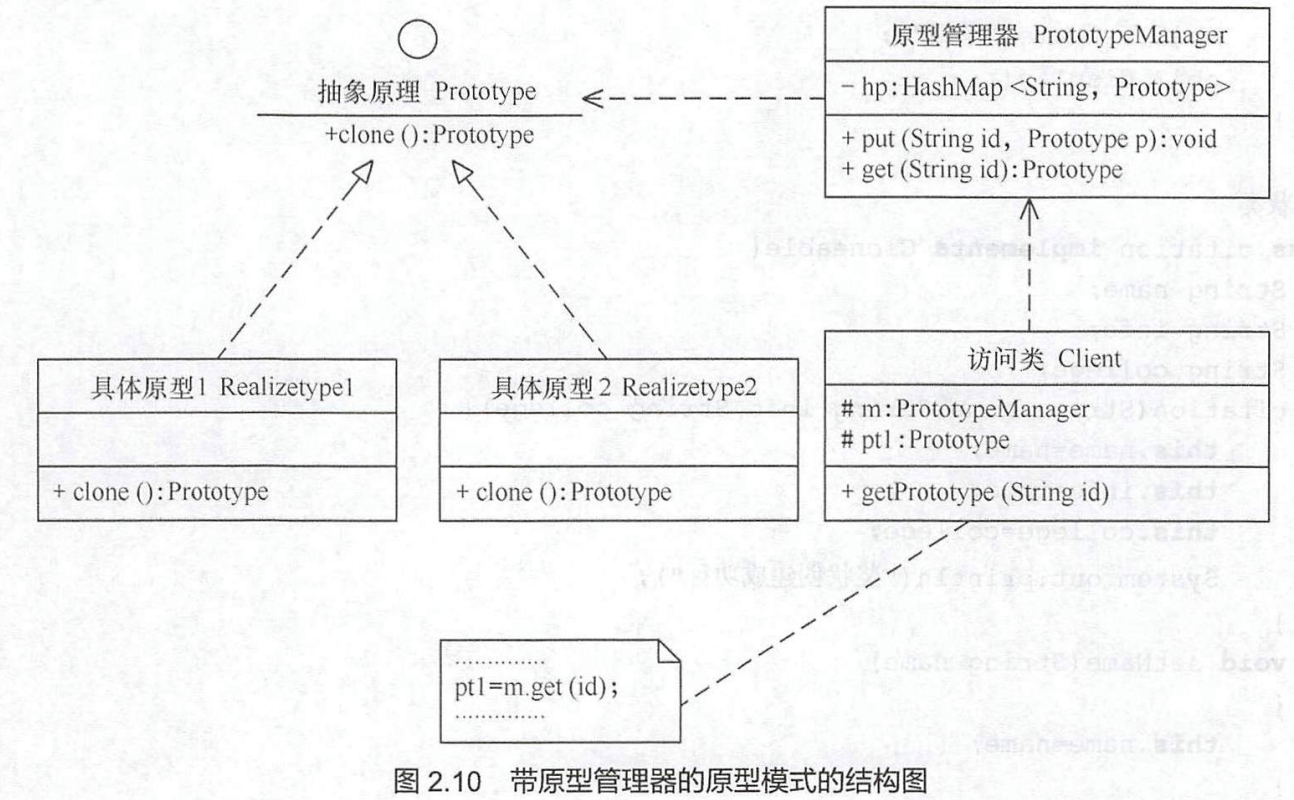 抽象原理 Prototype
+clone ():Prototype
原型管理器 PrototypeManager
- hp:HashMap <String, Prototype>
+ put (String id, Prototype p):void
+ get (String id):Prototype
具体原型1 Realizetype1
+ clone ():Prototype
具体原型2 Realizetype2
+ clone ():Prototype
访问类 Client
# m:PrototypeManager
# pt1:Prototype
+ getPrototype (String id)
..............
pt1=m.get (id);
..............
图 2.10 带原型管理器的原型模式的结构图